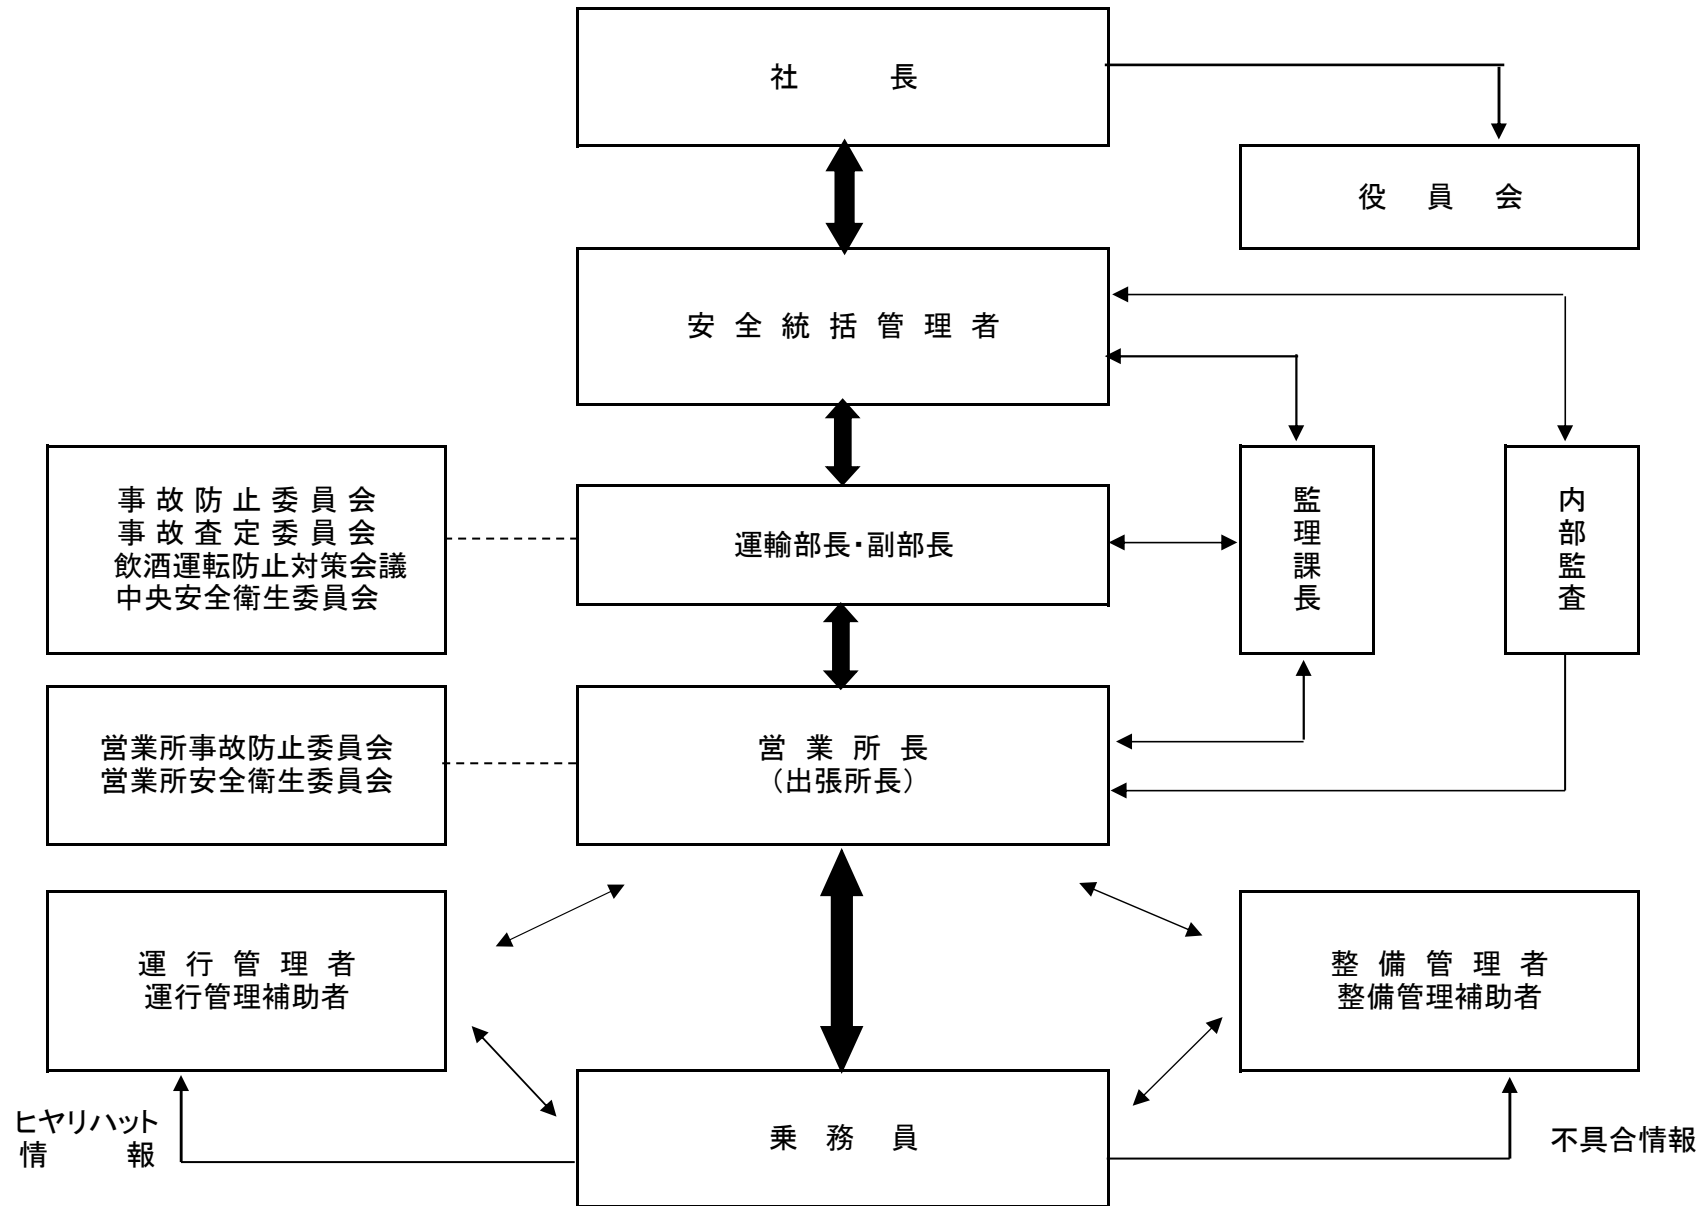 社長
役員会
安全統括管理者
事故防止委員会
事故査定委員会
飲酒運転防止対策会議
中央安全衛生委員会
運輸部長・副部長
監理課長
内部監査
営業所事故防止委員会
営業所安全衛生委員会
営業所長
（出張所長）
運行管理者
運行管理補助者
整備管理者
整備管理補助者
ヒヤリハット
情報
乗務員
不具合情報